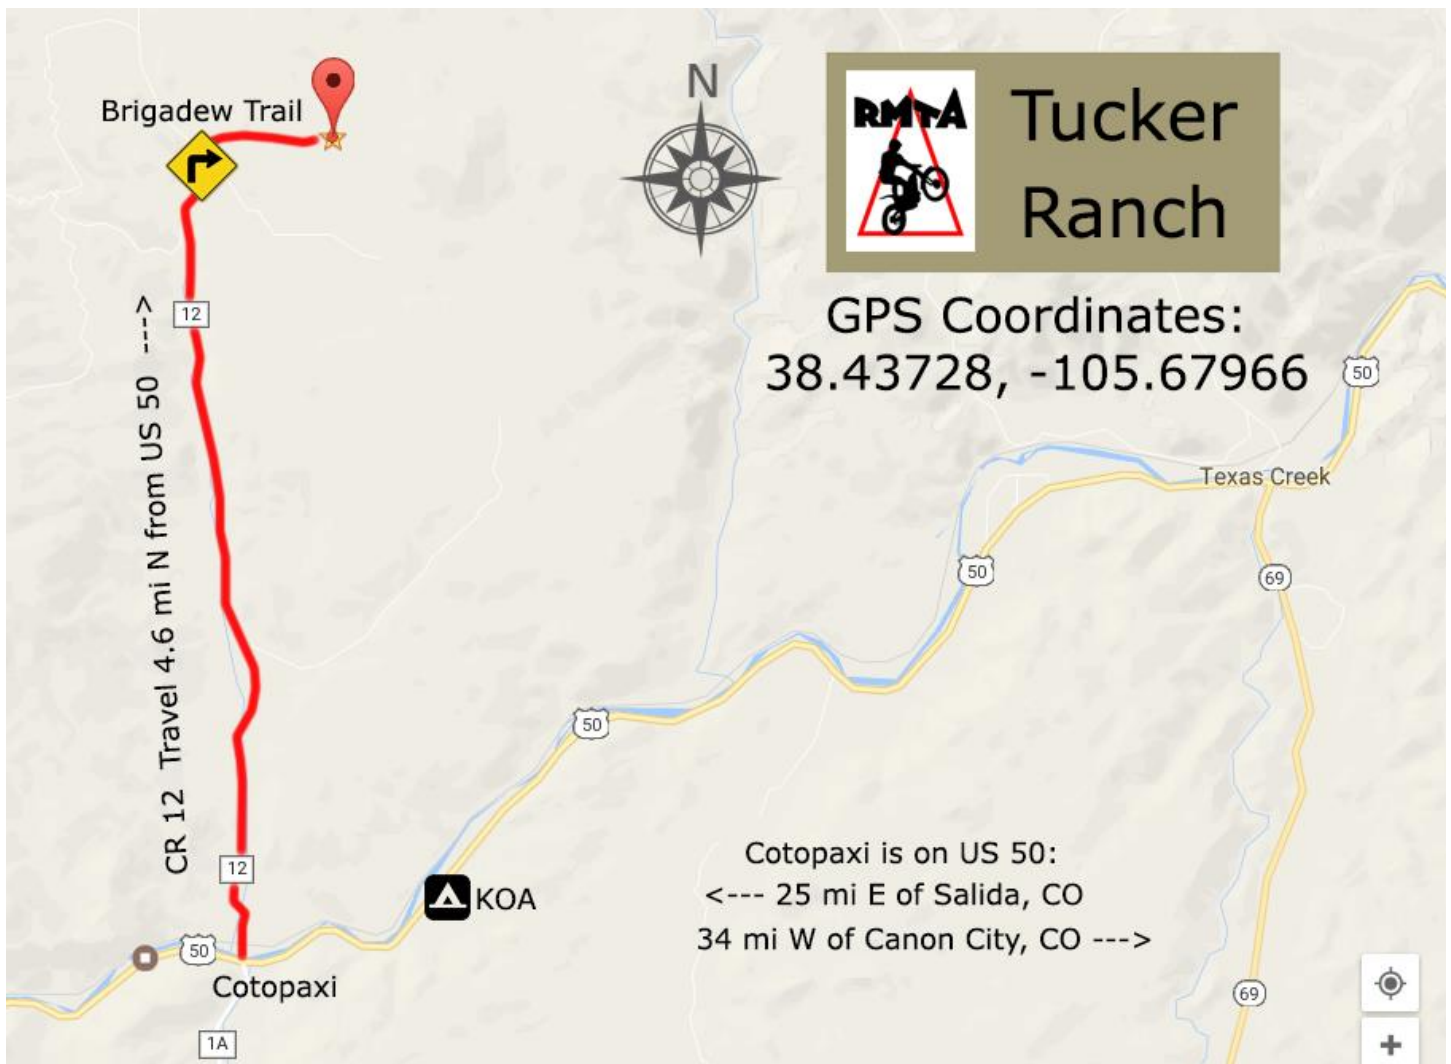 Brigadew Trail
N
RMTA
Tucker
Ranch
GPS Coordinates:
38.43728, -105.67966
12
CR 12 Travel 4.6 mi N from US 50 --->
50
Texas Creek
50
69
50
12
KOA
Cotopaxi is on US 50:
<--- 25 mi E of Salida, CO
34 mi W of Canon City, CO --->
50
Cotopaxi
69
1A
+